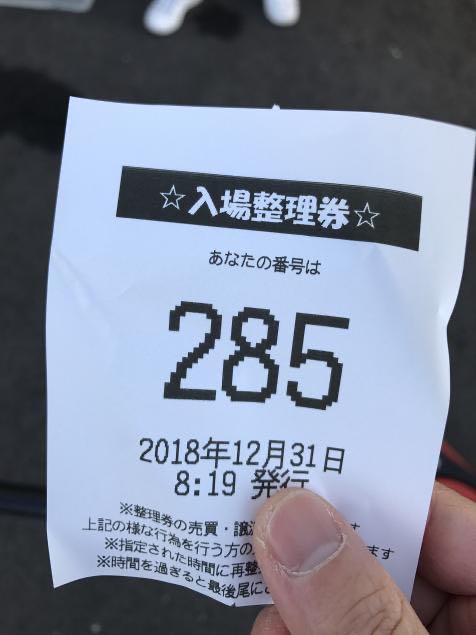 ☆入場整理券☆
あなたの番号は
285
2018年12月31日
8:19 発行
※整理券の売買・譲
上記の様な行為を行う方の ます
※指定された時間に再整
※時間を過ぎると最後尾に